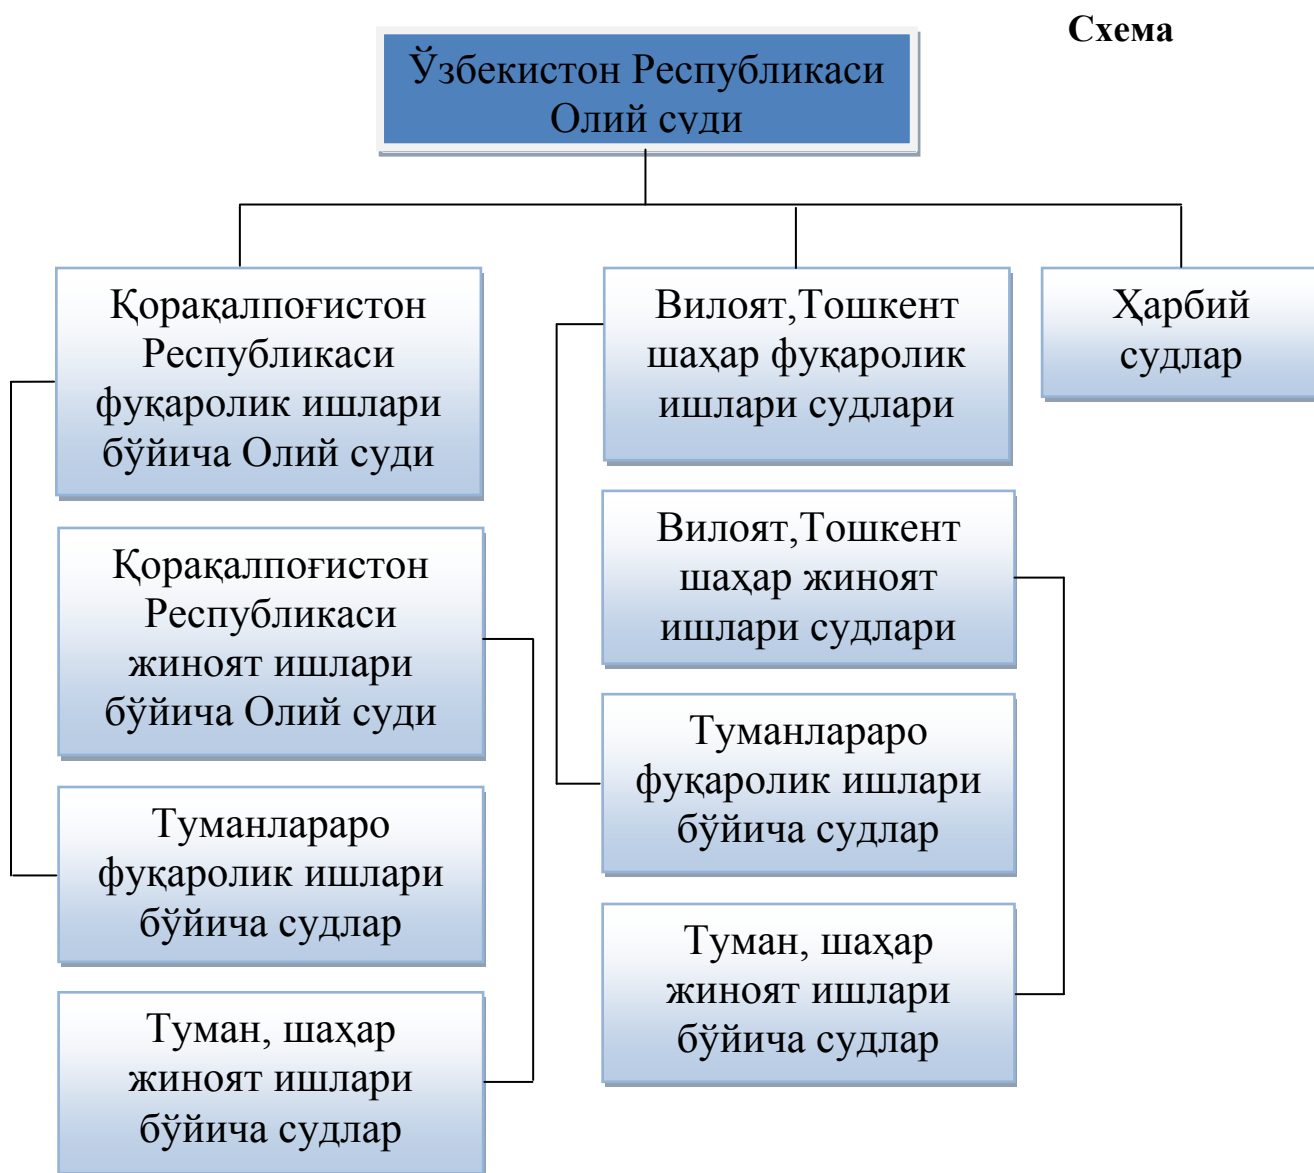 Схема
Ўзбекистон Республикаси
Олий суди
Қорақалпоғистон
Республикаси
фуқаролик ишлари
бўйича Олий суди
Қорақалпоғистон
Республикаси
жиноят ишлари
бўйича Олий суди
Туманлараро
фуқаролик ишлари
бўйича судлар
Туман, шаҳар
жиноят ишлари
бўйича судлар
Вилоят,Тошкент
шаҳар фуқаролик
ишлари судлари
Вилоят,Тошкент
шаҳар жиноят
ишлари судлари
Туманлараро
фуқаролик ишлари
бўйича судлар
Туман, шаҳар
жиноят ишлари
бўйича судлар
Ҳарбий
судлар